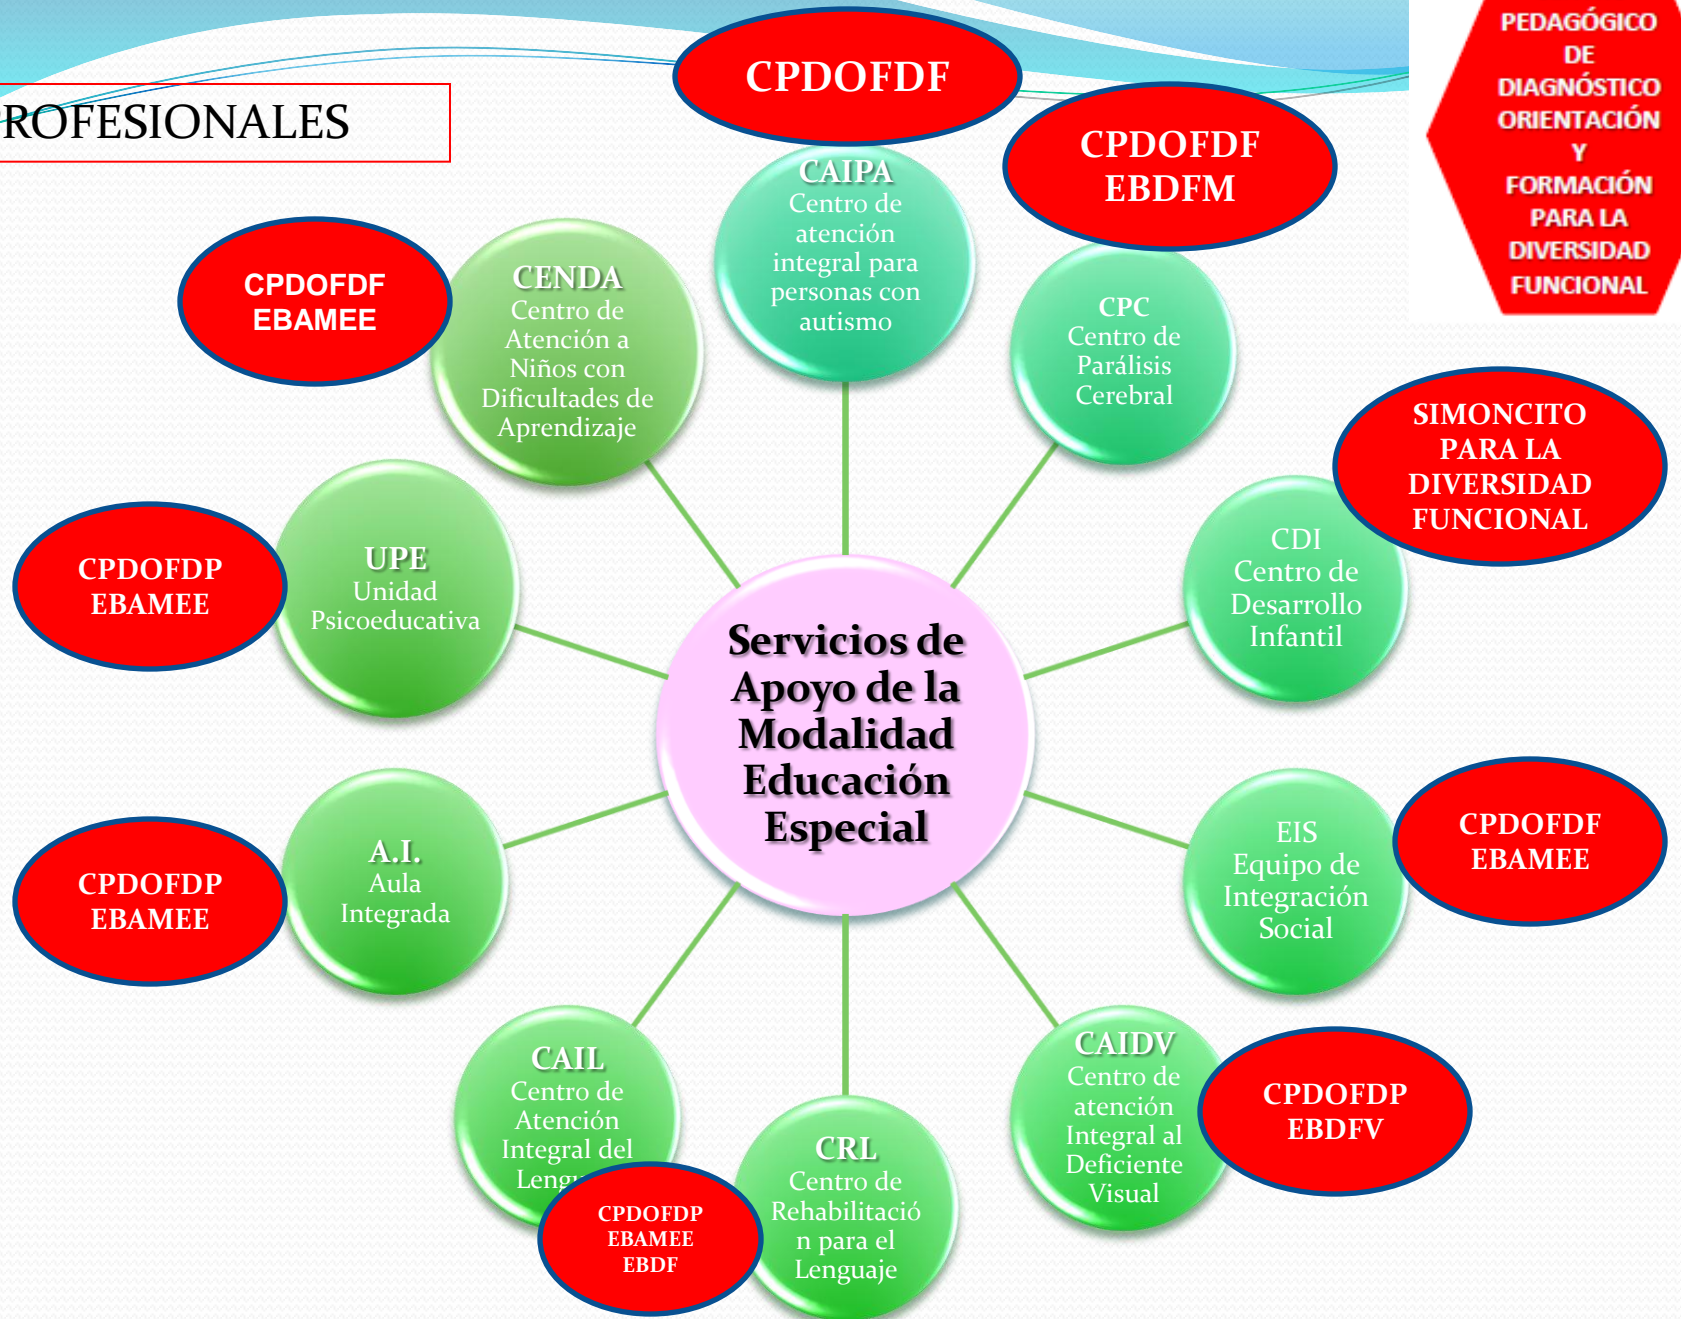 ROFESIONALES
CPDOFDF
PEDAGÓGICO
DE
DIAGNÓSTICO
ORIENTACIÓN
Y
FORMACIÓN
PARA LA
DIVERSIDAD
FUNCIONAL
CPDOFDF
EBDFM
CAIPA
Centro de
atención
integral para
personas con
autismo
CPDOFDF
EBAMEE
CENDA
Centro de
Atención a
Niños con
Dificultades de
Aprendizaje
CPC
Centro de
Parálisis
Cerebral
SIMONCITO
PARA LA
DIVERSIDAD
FUNCIONAL
CDI
Centro de
Desarrollo
Infantil
CPDOFDP
EBAMEE
UPE
Unidad
Psicoeducativa
Servicios de
Apoyo de la
Modalidad
Educación
Especial
CPDOFDF
EBAMEE
EIS
Equipo de
Integración
Social
CPDOFDP
EBAMEE
A.I.
Aula
Integrada
CAIDV
Centro de
atención
Integral al
Deficiente
Visual
CPDOFDP
EBDFV
CAIL
Centro de
Atención
Integral del
CPDOFDP
EBAMEE
EBDF
CRL
Centro de
Rehabilitació
n para el
Lenguaje